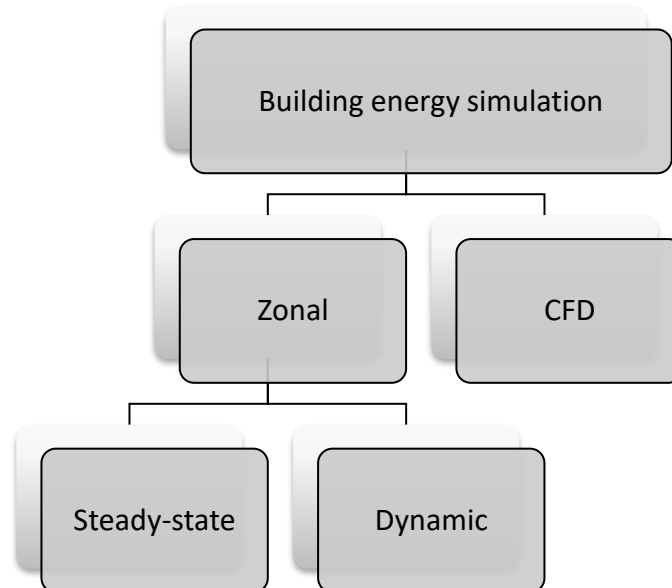 Building energy simulation
Zonal
CFD
Steady-state
Dynamic